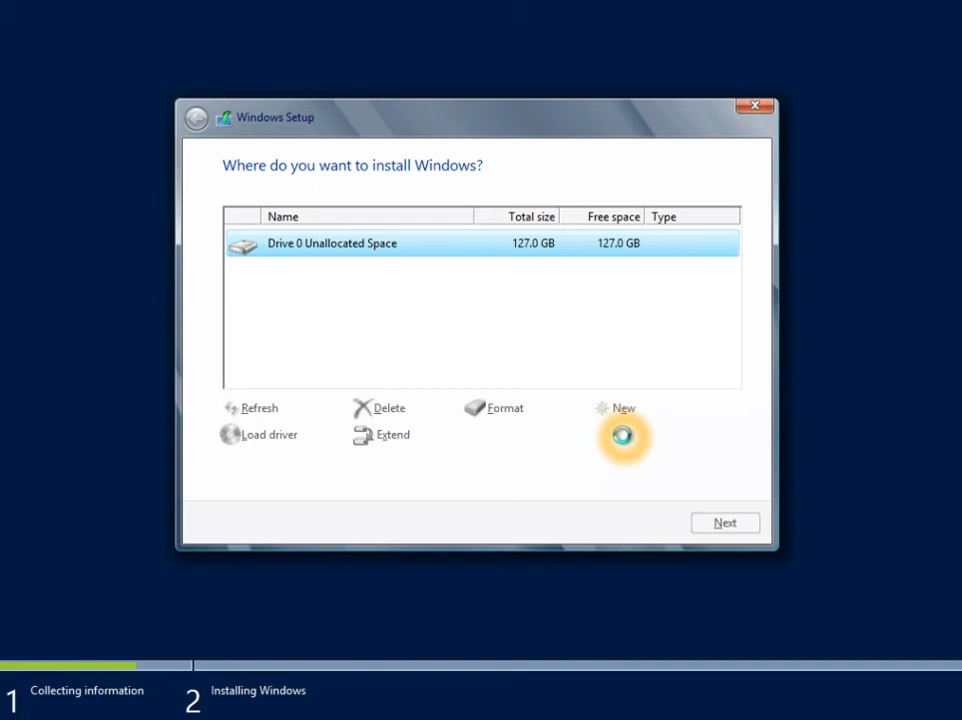 Windows Setup
Where do you want to install Windows?
Name Total size Free space Type
Drive 0 Unallocated Space 127.0 GB 127.0 GB
Refresh Delete Format New
Load driver Extend
Next
1 Collecting information 2 Installing Windows